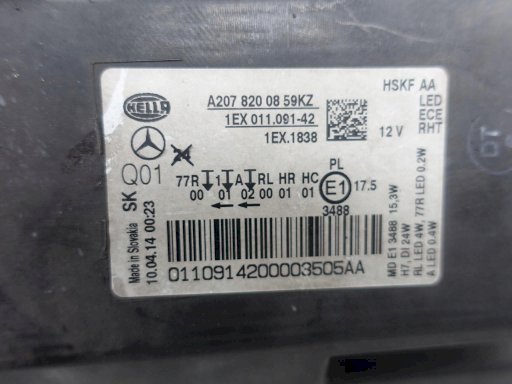 HELLA
A207 820 08 59KZ
1EX 011.091-42
1EX.1838
HSKF AA
LED
ECE
RHT
12 V
SK Q01
77R 1 A RL HR HC
00 01 02 00 01 01
PL
E1 17.5
3488
Made in Slovakia
10.04.14 00:23
0110914200003505AA
MD E1 3488 15,3W
H7, DI 24W
RL LED 4W, 77R LED 0.2W
A LED 0.4W